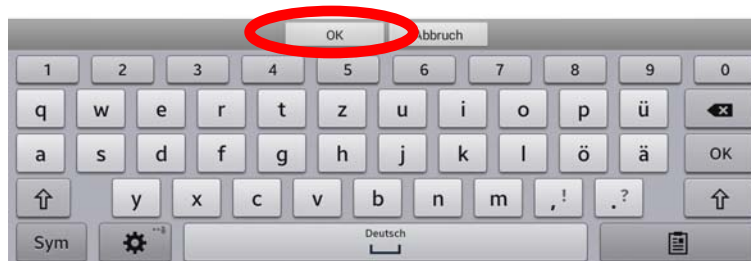 OK Abbruch
1 2 3 4 5 6 7 8 9 0
q w e r t z u i o p ü
a s d f g h j k l ö ä OK
y x c v b n m ,! .?
Sym Deutsch